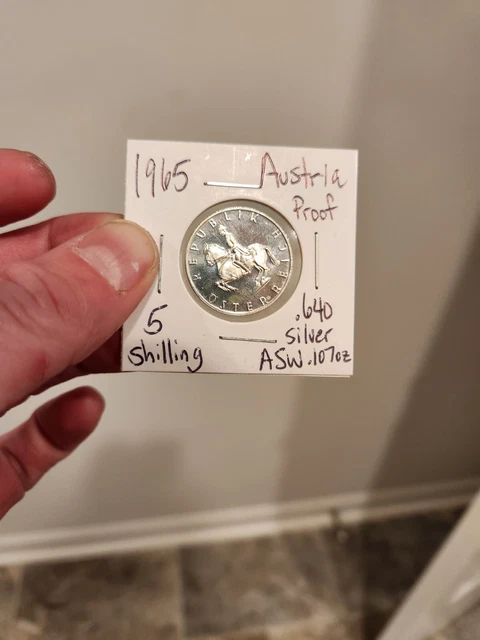 1965
Austria
Proof
REPUBLIK
ÖSTERREICH
5
shilling
.640
silver
ASW .107oz